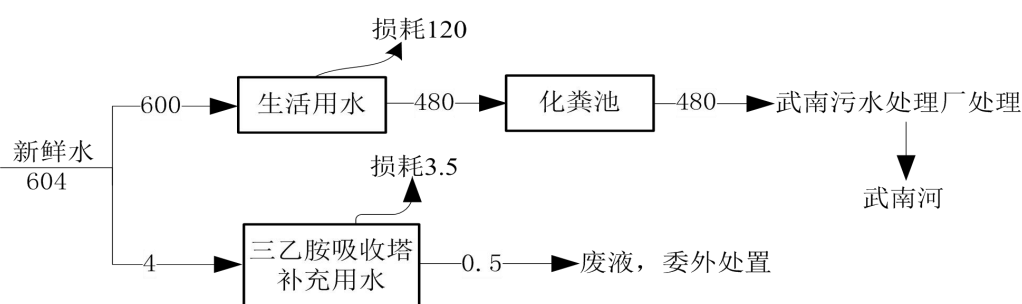 损耗120
600
生活用水
480
化粪池
480
武南污水处理厂处理
新鲜水
604
损耗3.5
武南河
4
三乙胺吸收塔
补充用水
0.5
废液，委外处置